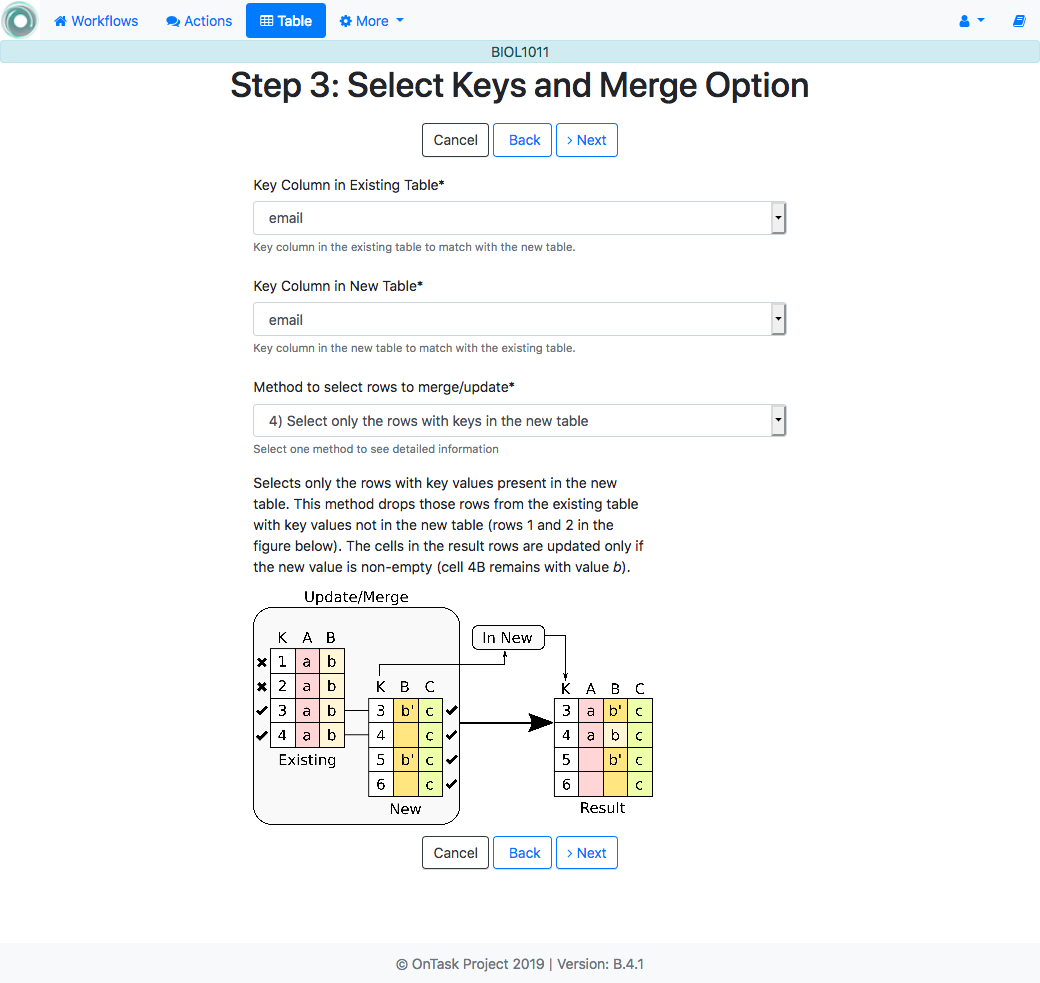 Workflows Actions Table More
BIOL1011
Step 3: Select Keys and Merge Option
Cancel Back › Next
Key Column in Existing Table*
email
Key column in the existing table to match with the new table.
Key Column in New Table*
email
Key column in the new table to match with the existing table.
Method to select rows to merge/update*
4) Select only the rows with keys in the new table
Select one method to see detailed information
Selects only the rows with key values present in the new
table. This method drops those rows from the existing table
with key values not in the new table (rows 1 and 2 in the
figure below). The cells in the result rows are updated only if
the new value is non-empty (cell 4B remains with value b).
Update/Merge
K A B
1 a b
2 a b
3 a b
4 a b
Existing
K B C
3 b' c
4 c
5 b' c
6 c
New
In New
K A B C
3 a b' c
4 a b c
5 b' c
6 c
Result
Cancel Back › Next
© OnTask Project 2019 | Version: B.4.1